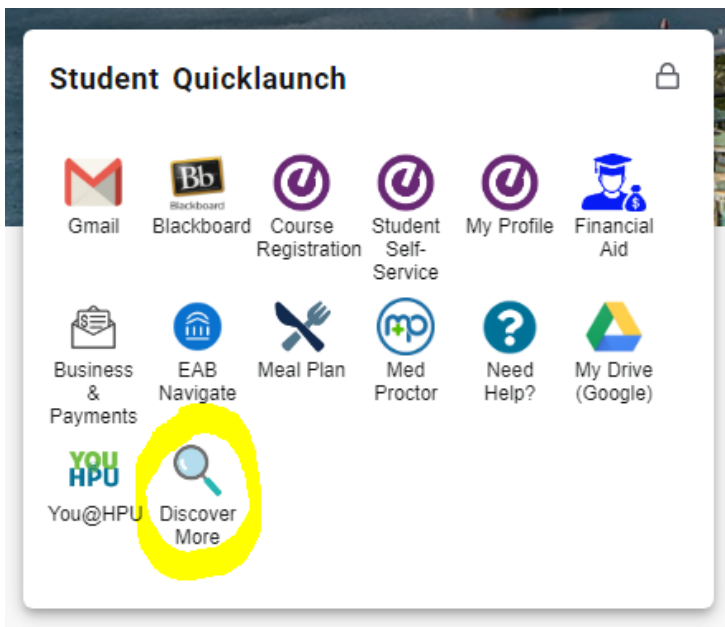 Student Quicklaunch
Bb
Blackboard
Gmail
Blackboard
Course
Registration
Student
Self-
Service
My Profile
Financial
Aid
$
$
mp
?
Business
&
Payments
EAB
Navigate
Meal Plan
Med
Proctor
Need
Help?
My Drive
(Google)
YOU
HPU
You@HPU
Discover
More